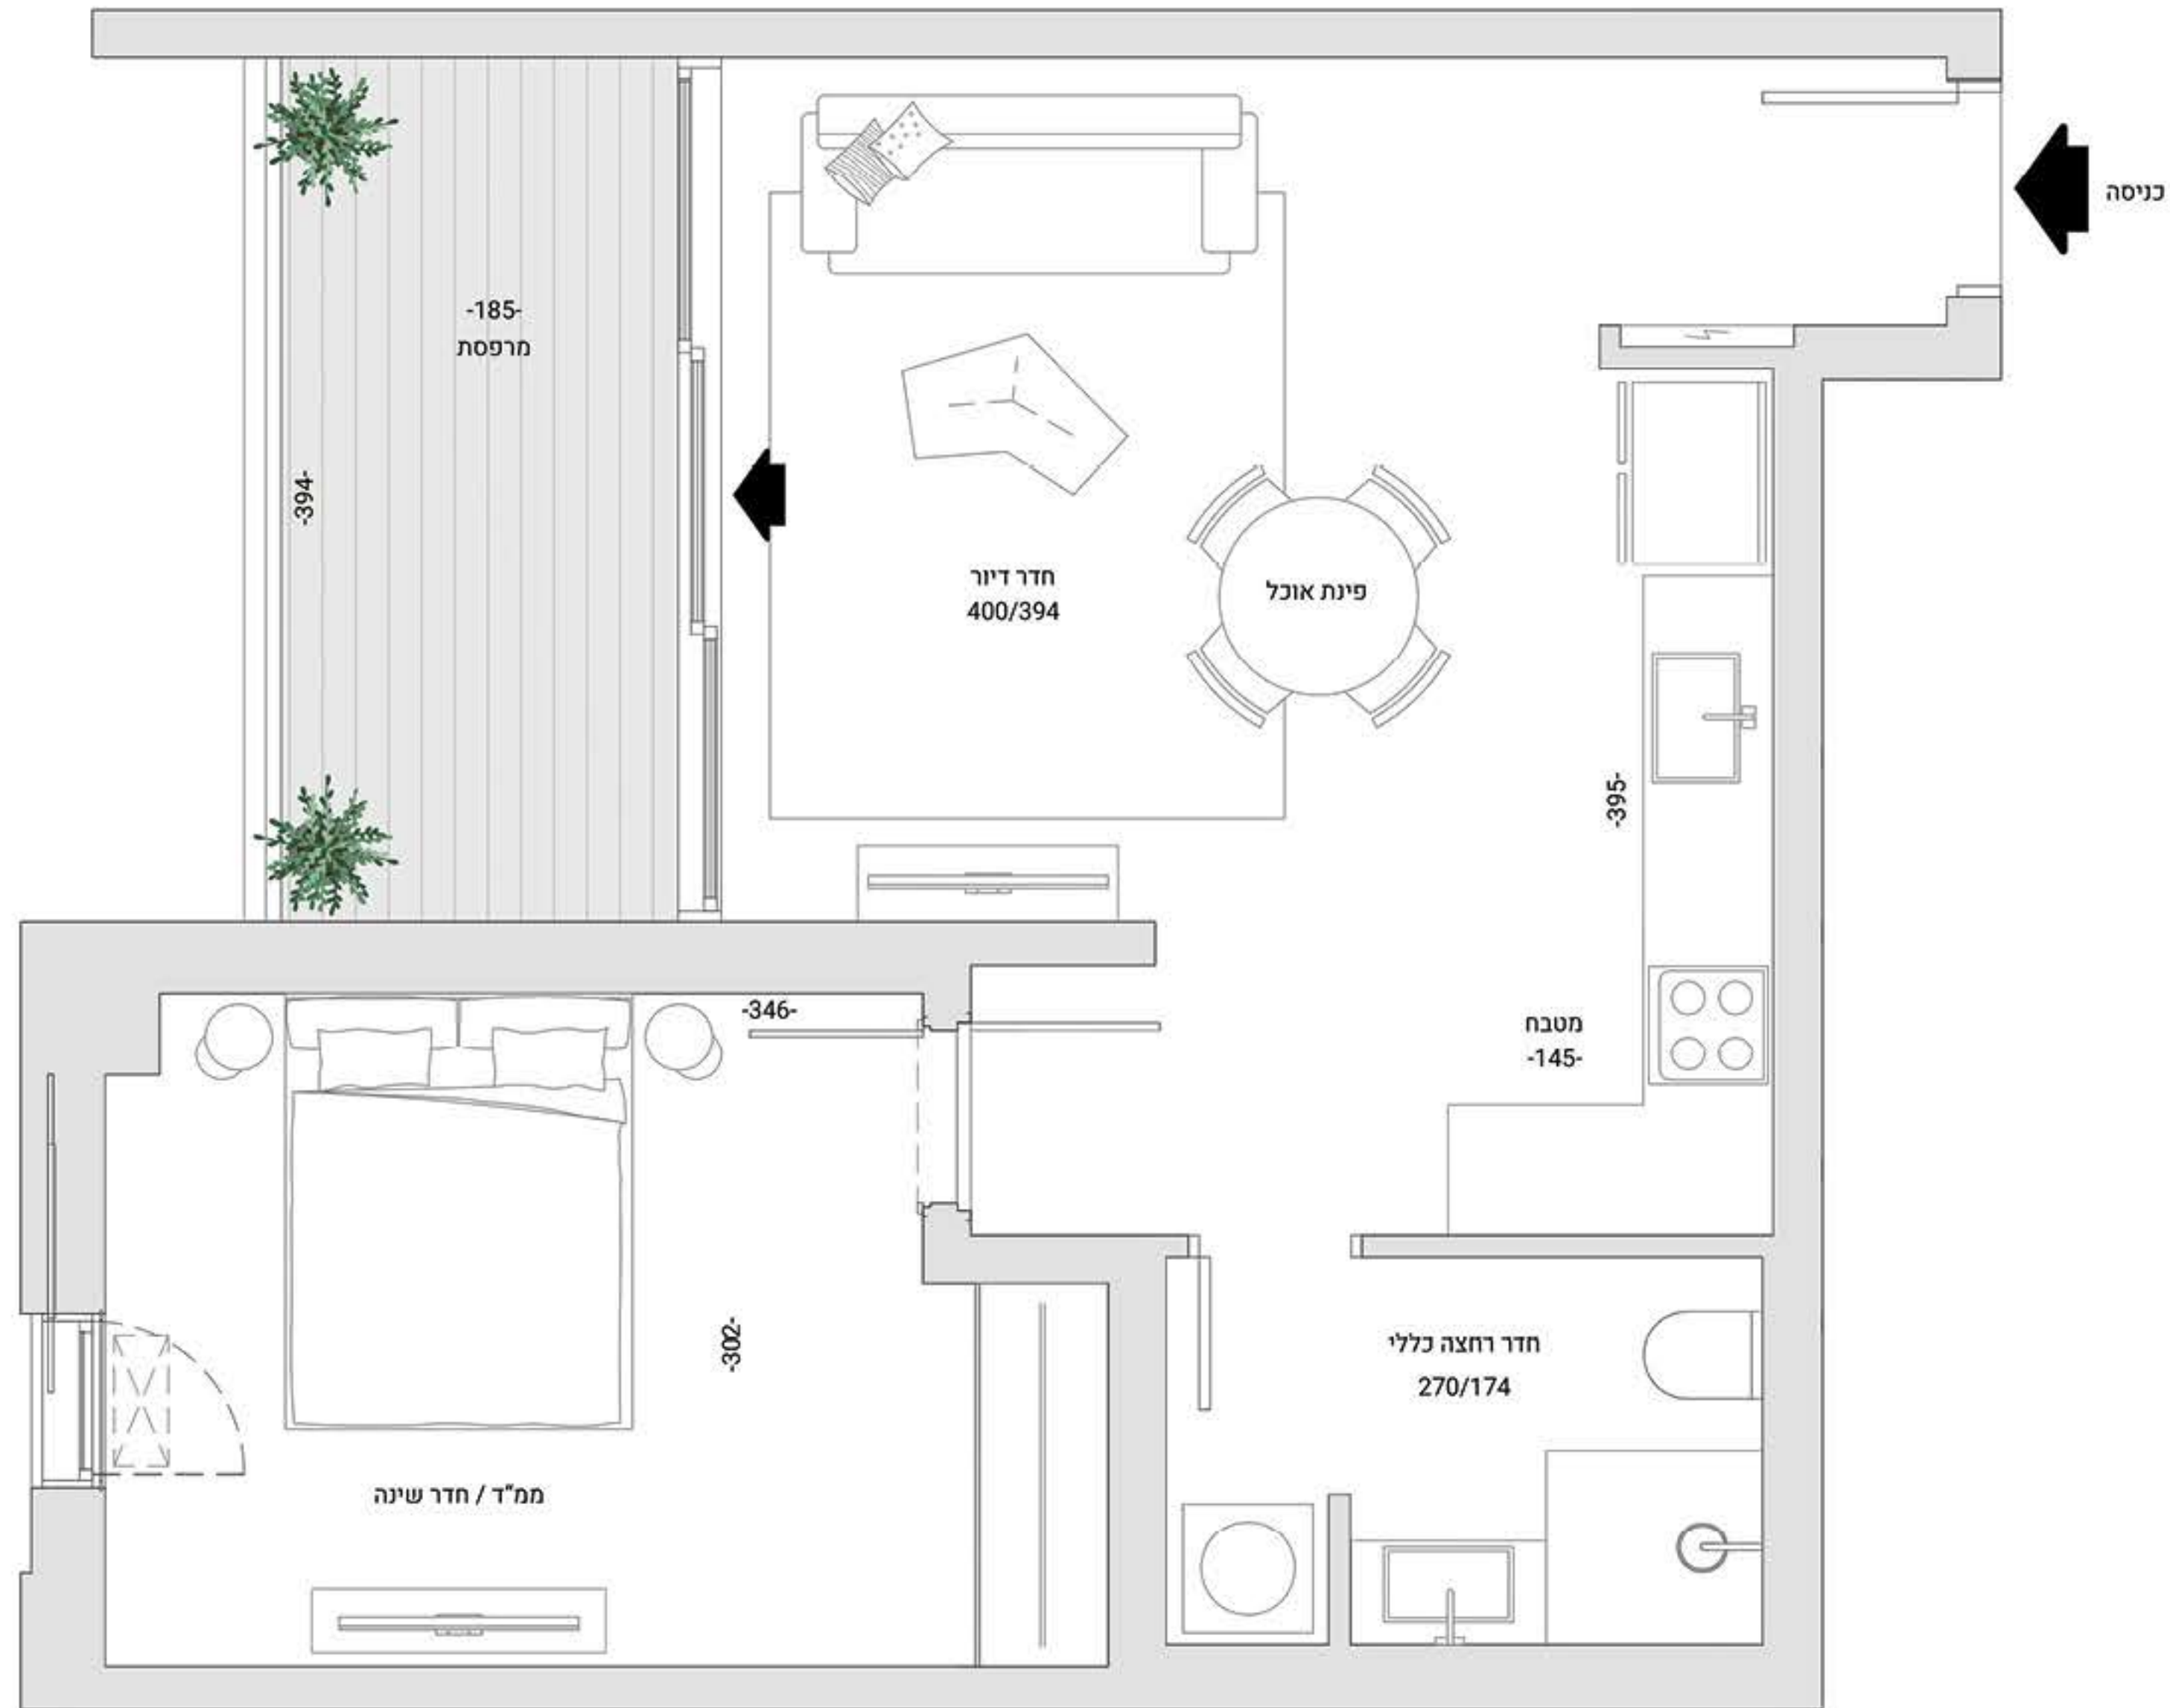 כניסה
-185-
מרפסת
-394-
חדר דיור
400/394
פינת אוכל
-395-
-346-
מטבח
-145-
-302-
חדר רחצה כללי
270/174
ממ"ד / חדר שינה